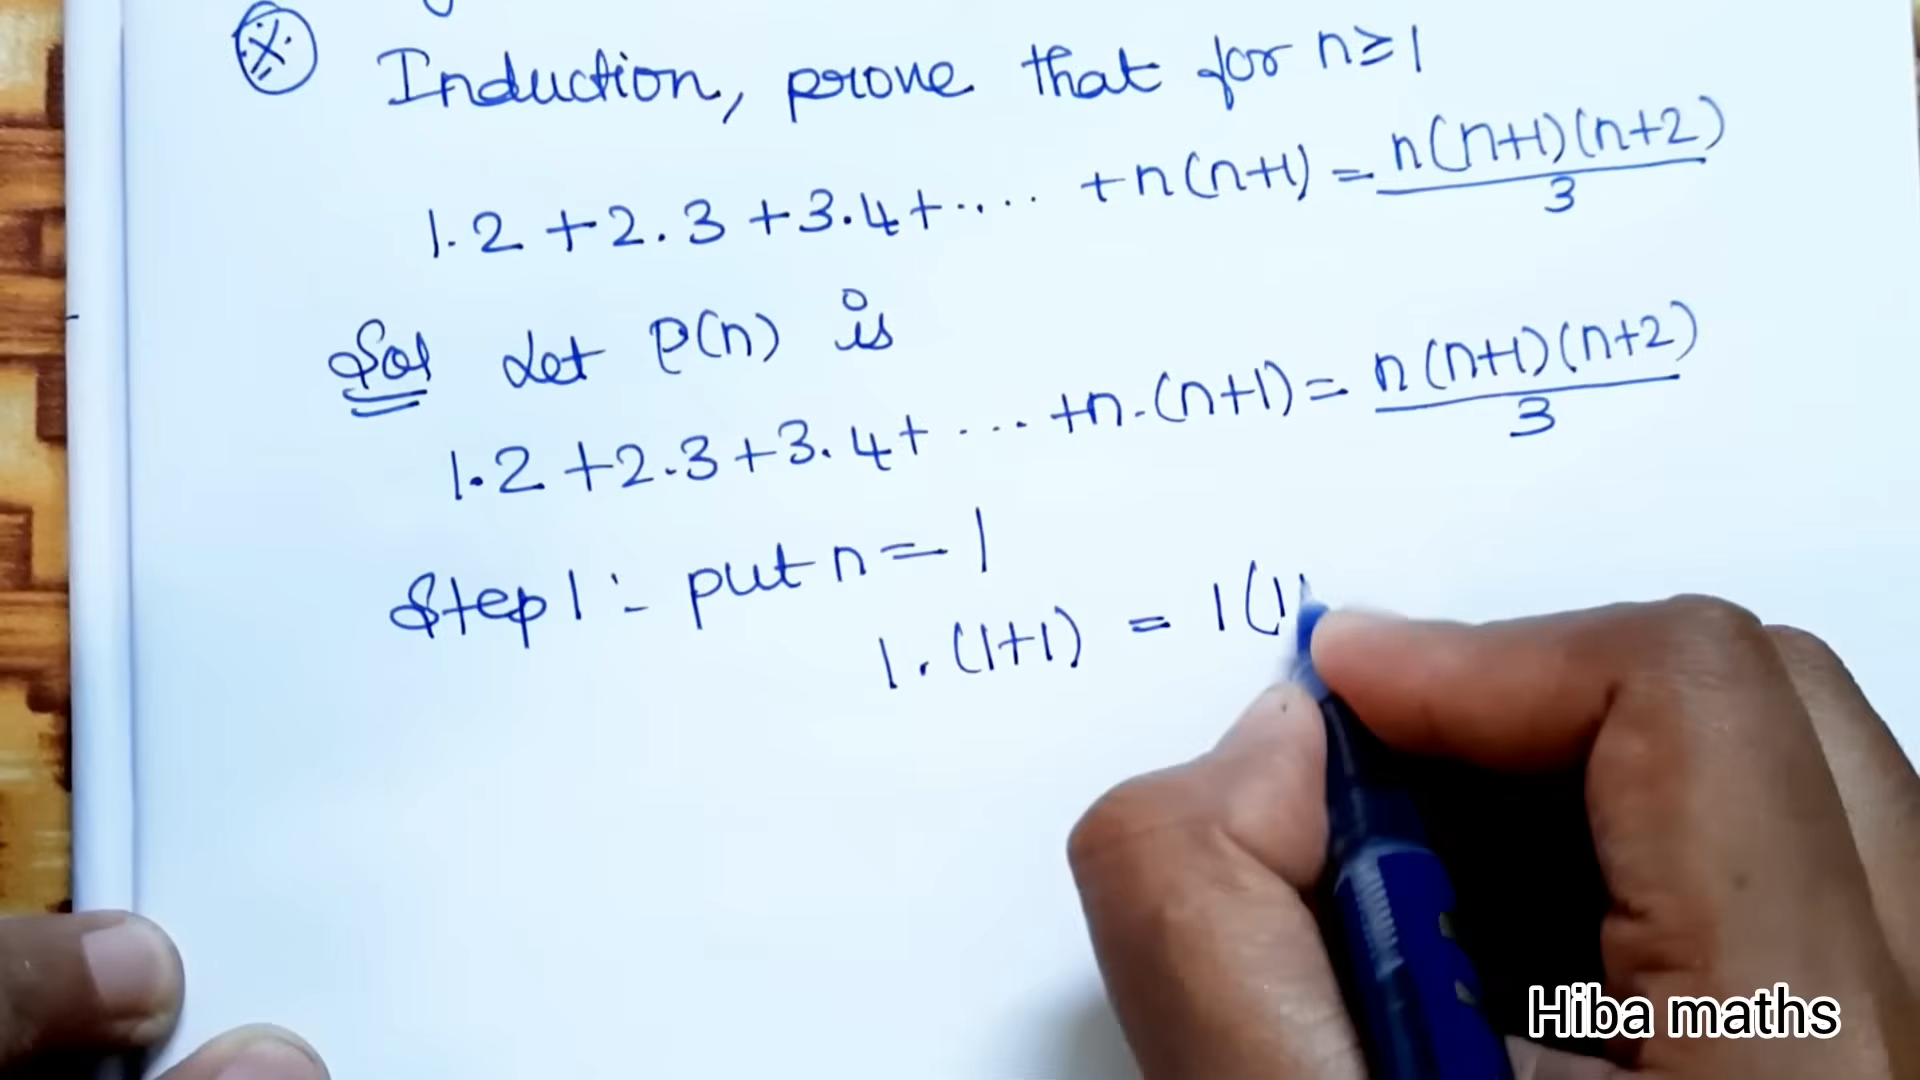 Induction, prove that for n≥1
1.2 +2.3 +3.4+..... +n(n+1) = n(n+1)(n+2)/3
Sol Let P(n) is
1.2 +2.3+3.4+ .... +n.(n+1) = n(n+1)(n+2)/3
Step 1:- put n = 1
1.(1+1) = 1(1
Hiba maths